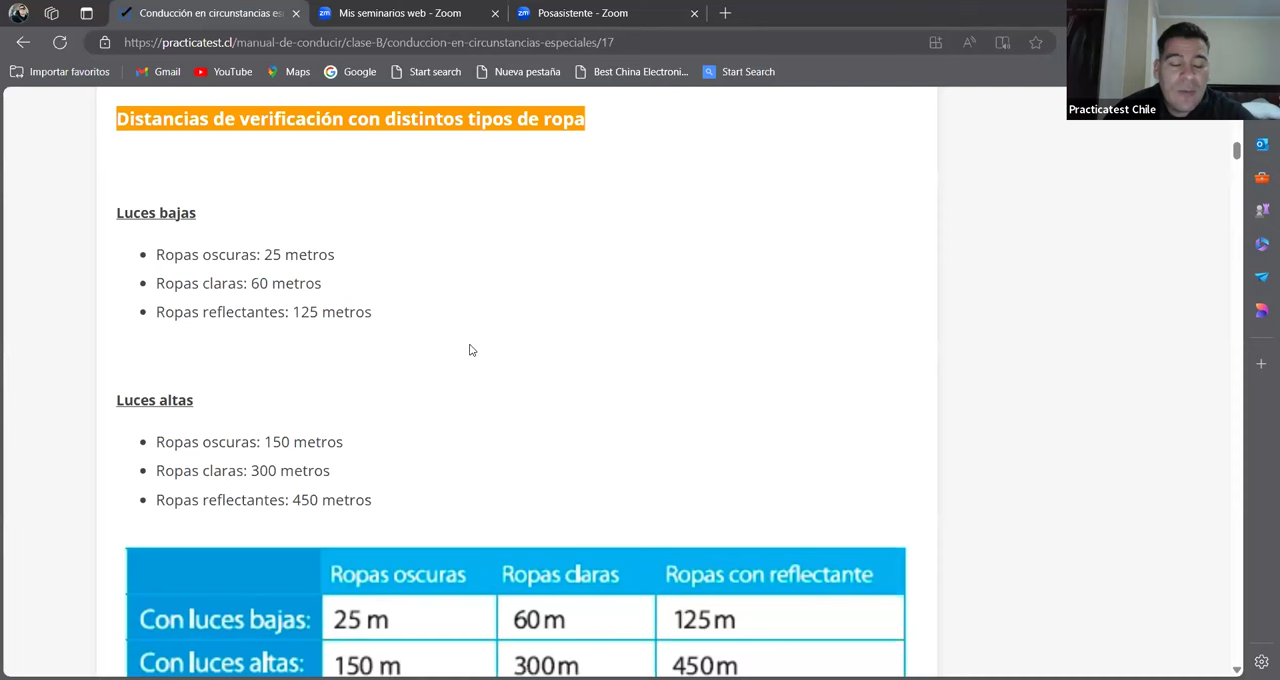 Conducción en circunstancias es
Mis seminarios web - Zoom
Posasistente - Zoom
https://practicatest.cl/manual-de-conducir/clase-B/conduccion-en-circunstancias-especiales/17
Importar favoritos
Gmail
YouTube
Maps
Google
Start search
Nueva pestaña
Best China Electroni...
Start Search
Practicatest Chile
Distancias de verificación con distintos tipos de ropa
Luces bajas
• Ropas oscuras: 25 metros
• Ropas claras: 60 metros
• Ropas reflectantes: 125 metros
Luces altas
• Ropas oscuras: 150 metros
• Ropas claras: 300 metros
• Ropas reflectantes: 450 metros
Ropas oscuras Ropas claras Ropas con reflectante
Con luces bajas: 25 m 60 m 125 m
Con luces altas: 150 m 300 m 450 m